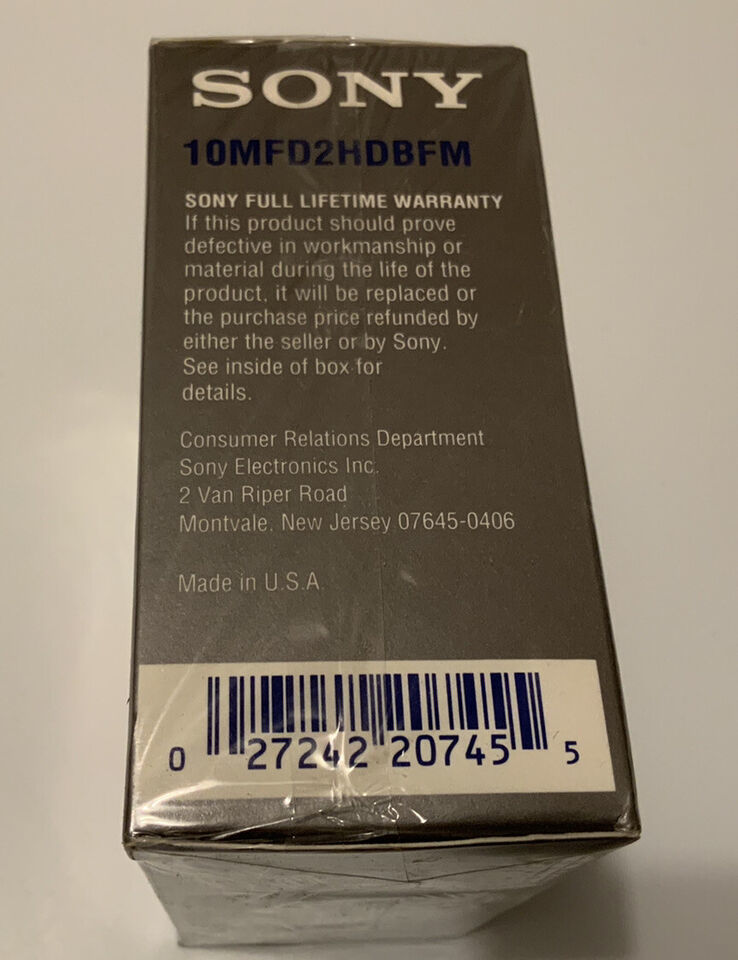 SONY
10MFD2HDBFM
SONY FULL LIFETIME WARRANTY
If this product should prove
defective in workmanship or
material during the life of the
product, it will be replaced or
the purchase price refunded by
either the seller or by Sony.
See inside of box for
details.
Consumer Relations Department
Sony Electronics Inc.
2 Van Riper Road
Montvale, New Jersey 07645-0406
Made in U.S.A.
0 27242 20745 5